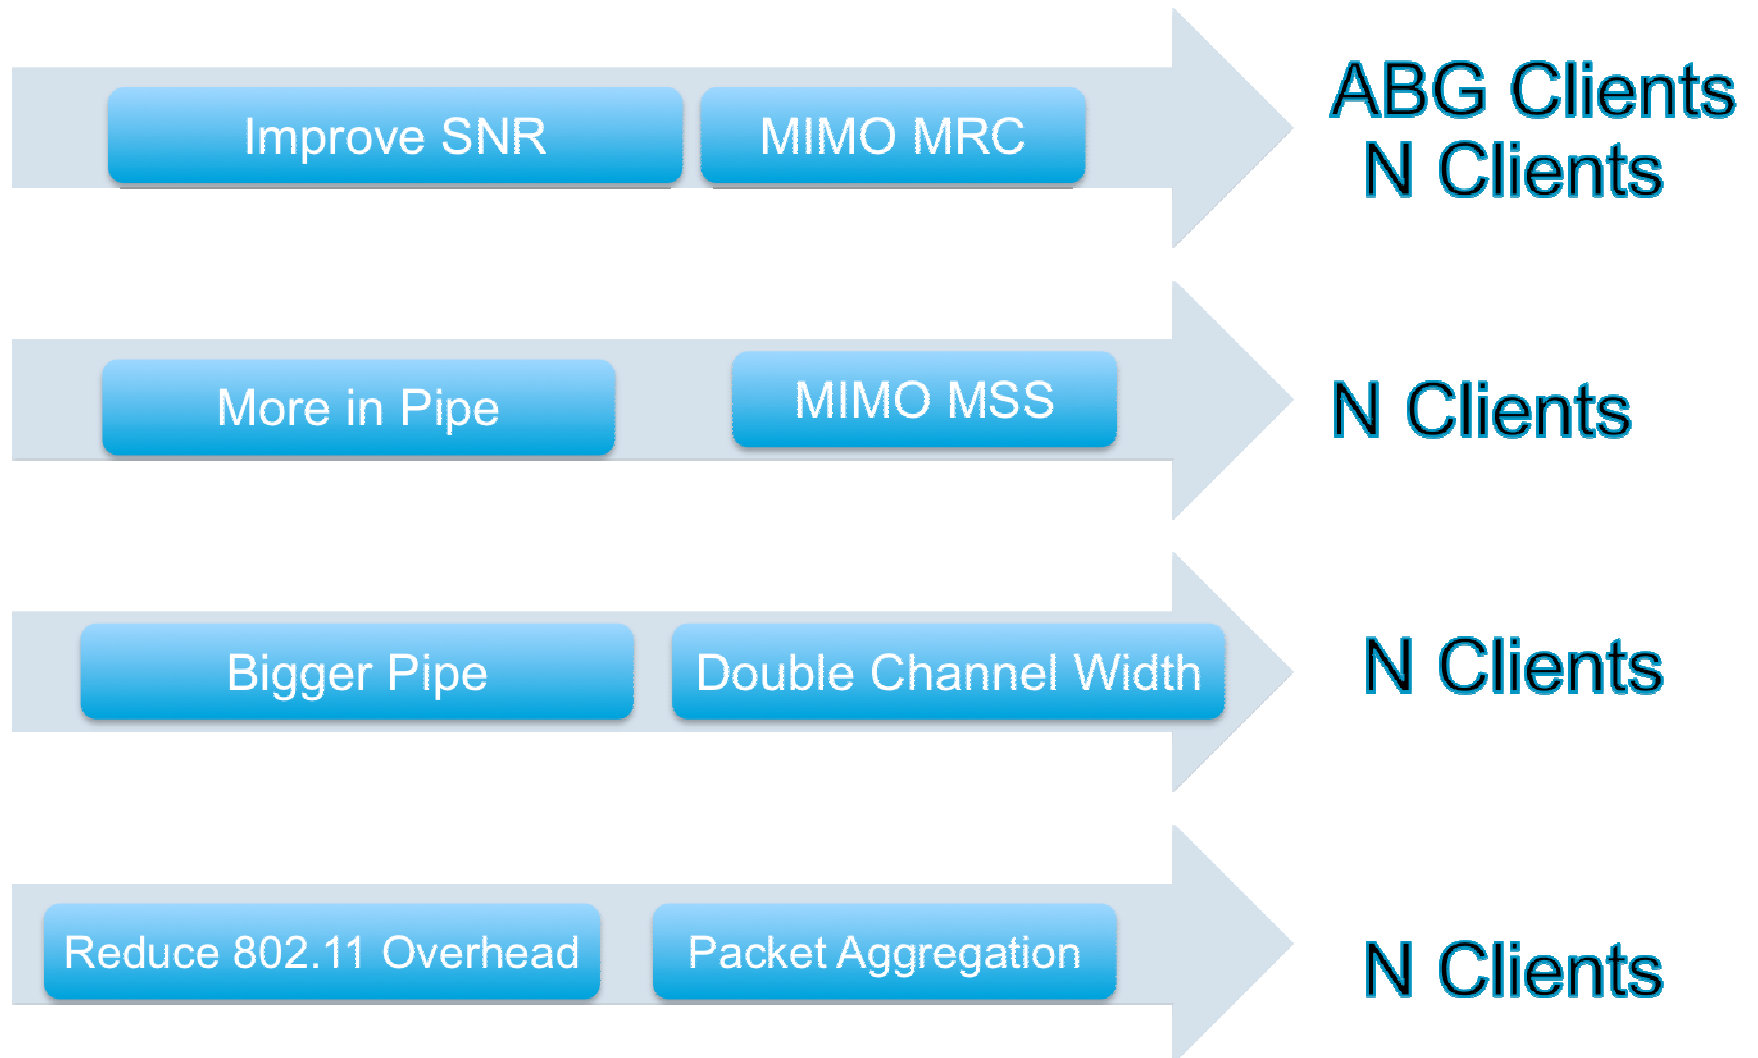 Improve SNR
MIMO MRC
ABG Clients
N Clients
More in Pipe
MIMO MSS
N Clients
Bigger Pipe
Double Channel Width
N Clients
Reduce 802.11 Overhead
Packet Aggregation
N Clients